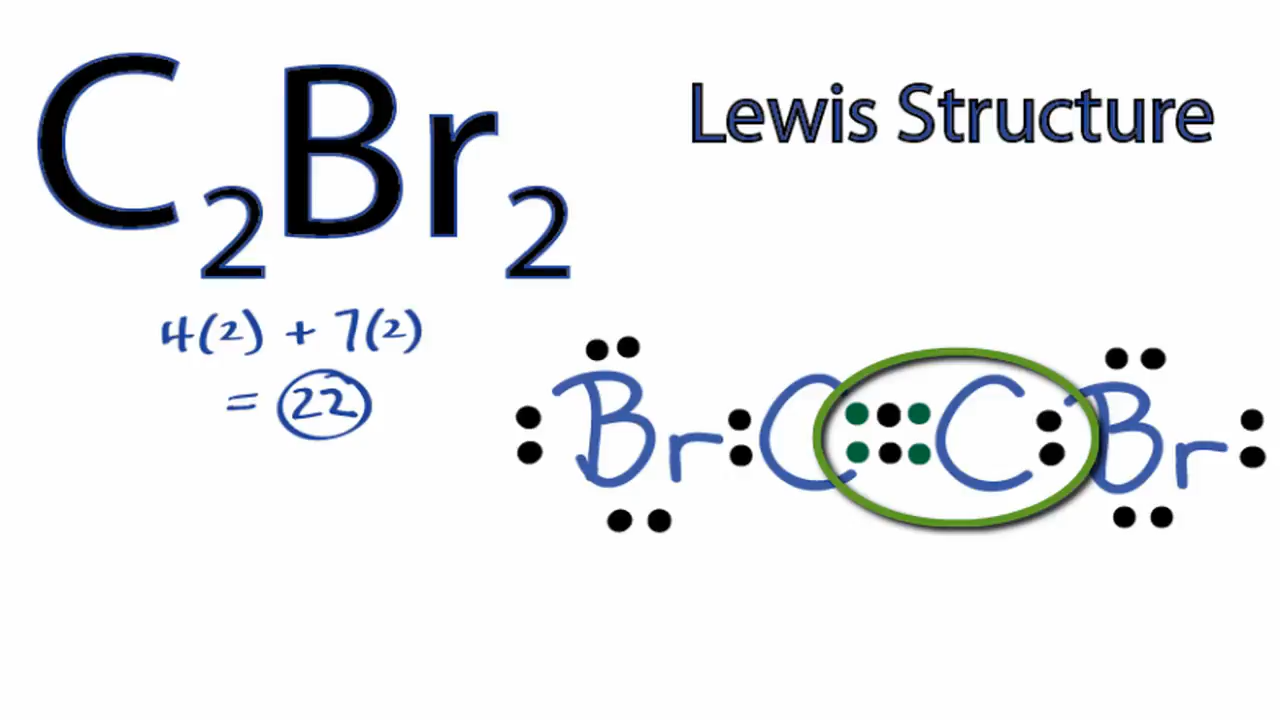 C2Br2
Lewis Structure
4(2) + 7(2)
= 22
Br C C Br